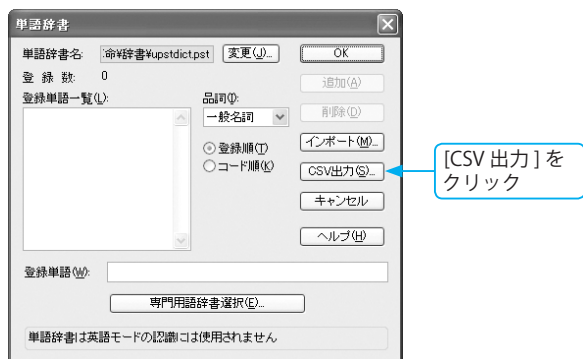 単語辞書
単語辞書名: :命¥辞書¥upstdict.pst 変更(J)... OK
登 録 数: 0 追加(A)
登録単語一覧(L): 品詞(I): 削除(D)
一般名詞 インポート(M)...
登録順(T) CSV出力(S)... [CSV 出力] を
コード順(K) クリック
キャンセル
ヘルプ(H)
登録単語(W):
専門用語辞書選択(E)...
単語辞書は英語モードの認識には使用されません